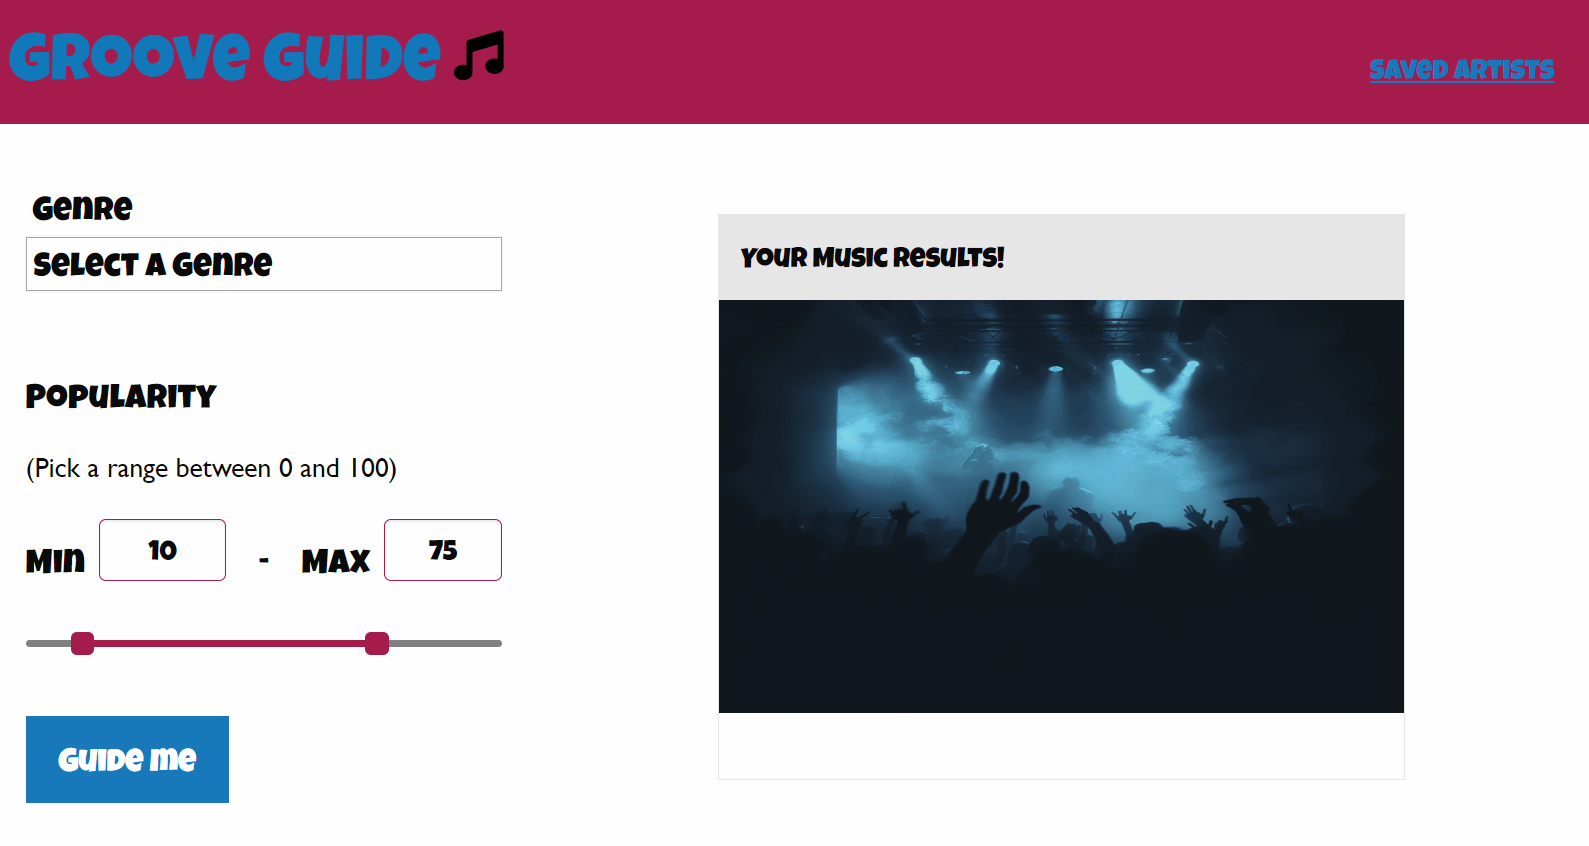 Groove Guide
Saved Artists
Genre
Select a Genre
Popularity
(Pick a range between 0 and 100)
Min 10 - Max 75
Guide me
Your Music Results!